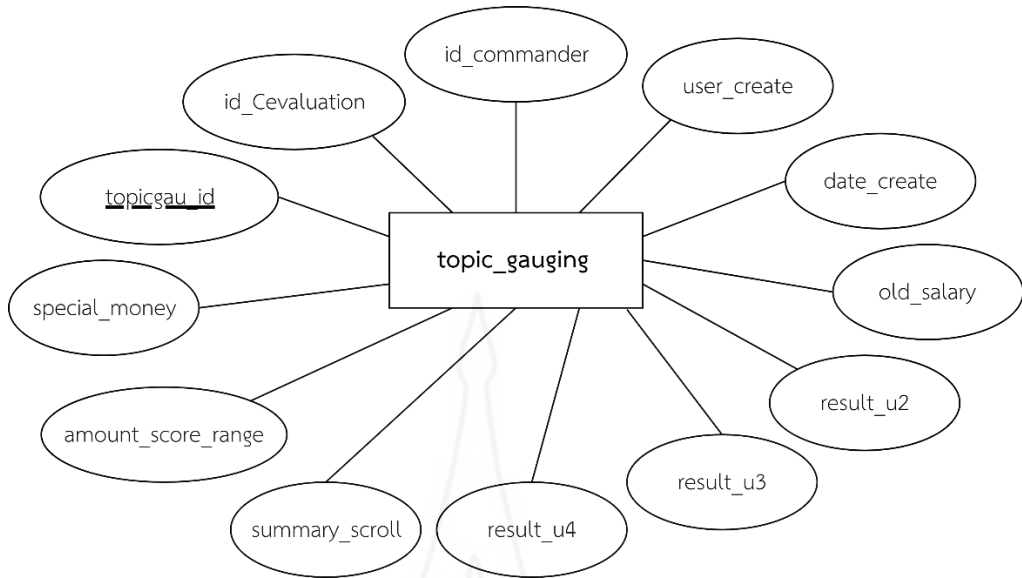 id_commander
user_create
id_Cevaluation
date_create
topicgau_id
topic_gauging
old_salary
special_money
result_u2
amount_score_range
result_u3
summary_scroll
result_u4